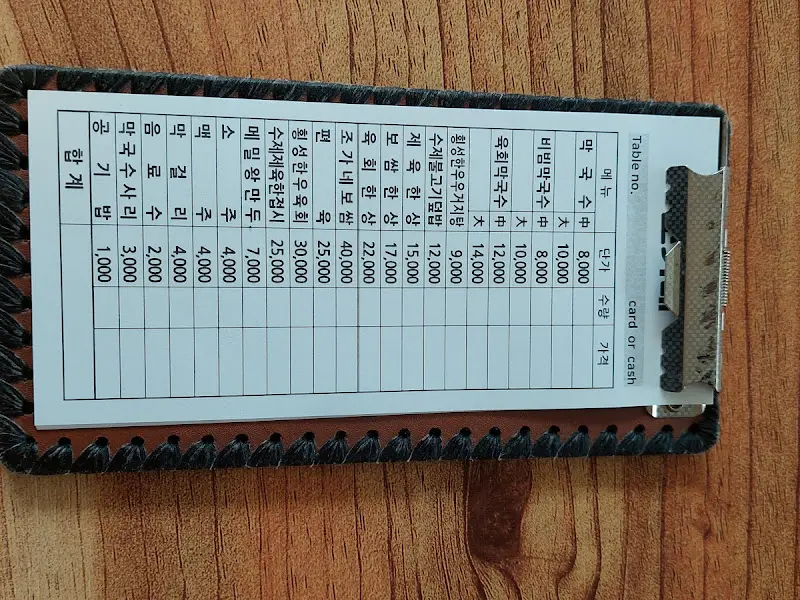 Table no. card or cash
메뉴 단가 수량 가격
막국수 中 8,000
大 10,000
비빔막국수 中 8,000
大 10,000
육회막국수 中 12,000
大 14,000
횡성한우우거지탕 9,000
수제불고기덮밥 12,000
제육한상 15,000
보쌈한상 17,000
육회한상 22,000
조가네보쌈 40,000
편육 25,000
횡성한우육회 30,000
수제제육한접시 25,000
메밀왕만두 7,000
소주 4,000
맥주 4,000
막걸리 4,000
음료수 2,000
막국수사리 3,000
공기밥 1,000
합계